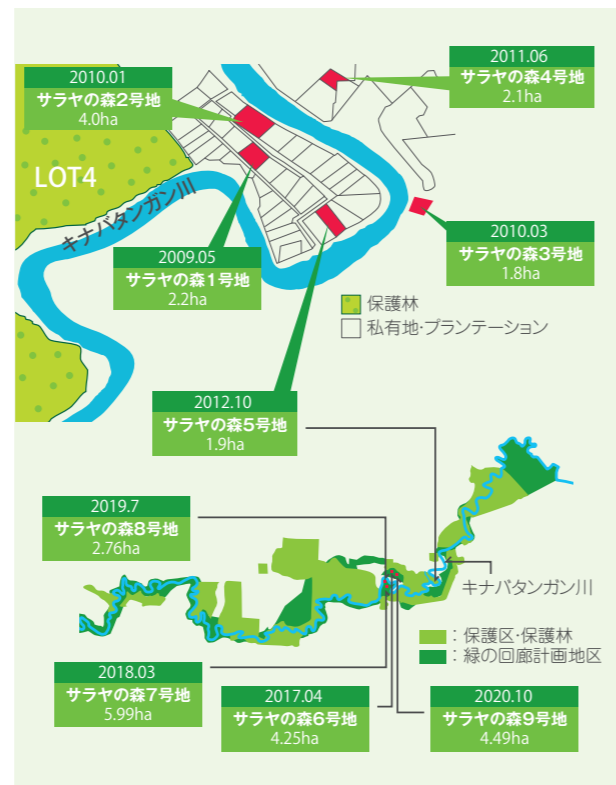 2011.06
サラヤの森4号地
2.1ha
2010.01
サラヤの森2号地
4.0ha
LOT4
キナバタンガン川
2010.03
サラヤの森3号地
1.8ha
2009.05
サラヤの森1号地
2.2ha
保護林
私有地・プランテーション
2012.10
サラヤの森5号地
1.9ha
2019.7
サラヤの森8号地
2.76ha
キナバタンガン川
：保護区・保護林
：緑の回廊計画地区
2018.03
サラヤの森7号地
5.99ha
2017.04
サラヤの森6号地
4.25ha
2020.10
サラヤの森9号地
4.49ha